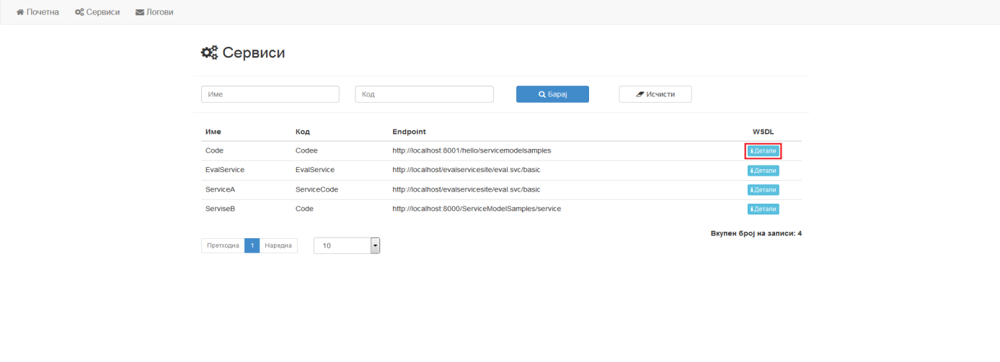 Почетна Сервиси Логови
Сервиси
Име Код Барај Исчисти
Име Код Endpoint WSDL
Code Codee http://localhost:8001/hello/servicemodelsamples Детали
EvalService EvalService http://localhost/evalservicesite/eval.svc/basic Детали
ServiceA ServiceCode http://localhost/evalservicesite/eval.svc/basic Детали
ServiseB Code http://localhost:8000/ServiceModelSamples/service Детали
Вкупен број на записи: 4
Претходна 1 Наредна 10